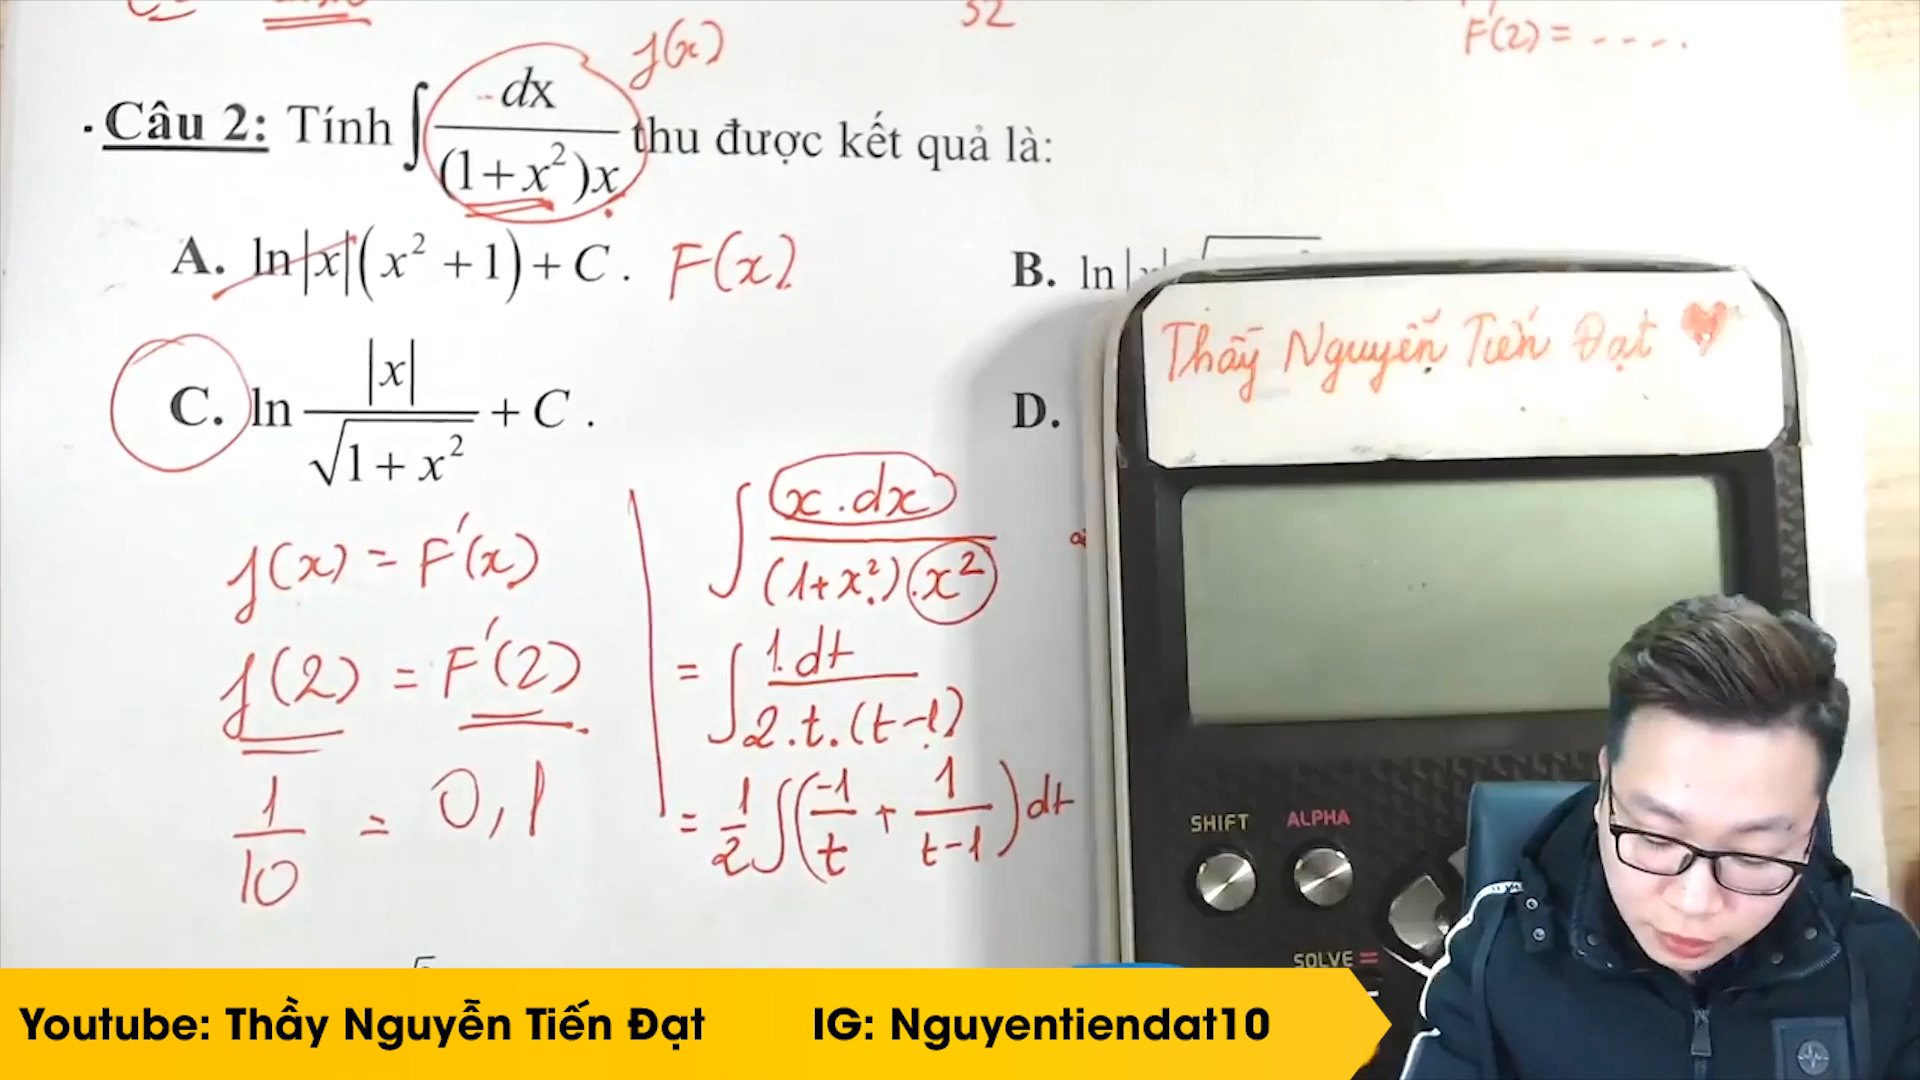 f(x)
F'(2) = - - - .
Câu 2: Tính ∫ dx / (1+x²)x thu được kết quả là:
A. ln|x|(x² + 1) + C . F(x)
B. ln|x|
C. ln |x| / √(1 + x²) + C .
D.
Thầy Nguyễn Tiến Đạt
f(x) = F'(x)
f(2) = F'(2)
1/10 = 0,1
∫ x.dx / (1+x²).x²
= ∫ 1.dt / 2.t.(t-1)
= 1/2 ∫ (-1/t + 1/(t-1)) dt
SHIFT ALPHA
SOLVE =
Youtube: Thầy Nguyễn Tiến Đạt IG: Nguyentiendat10